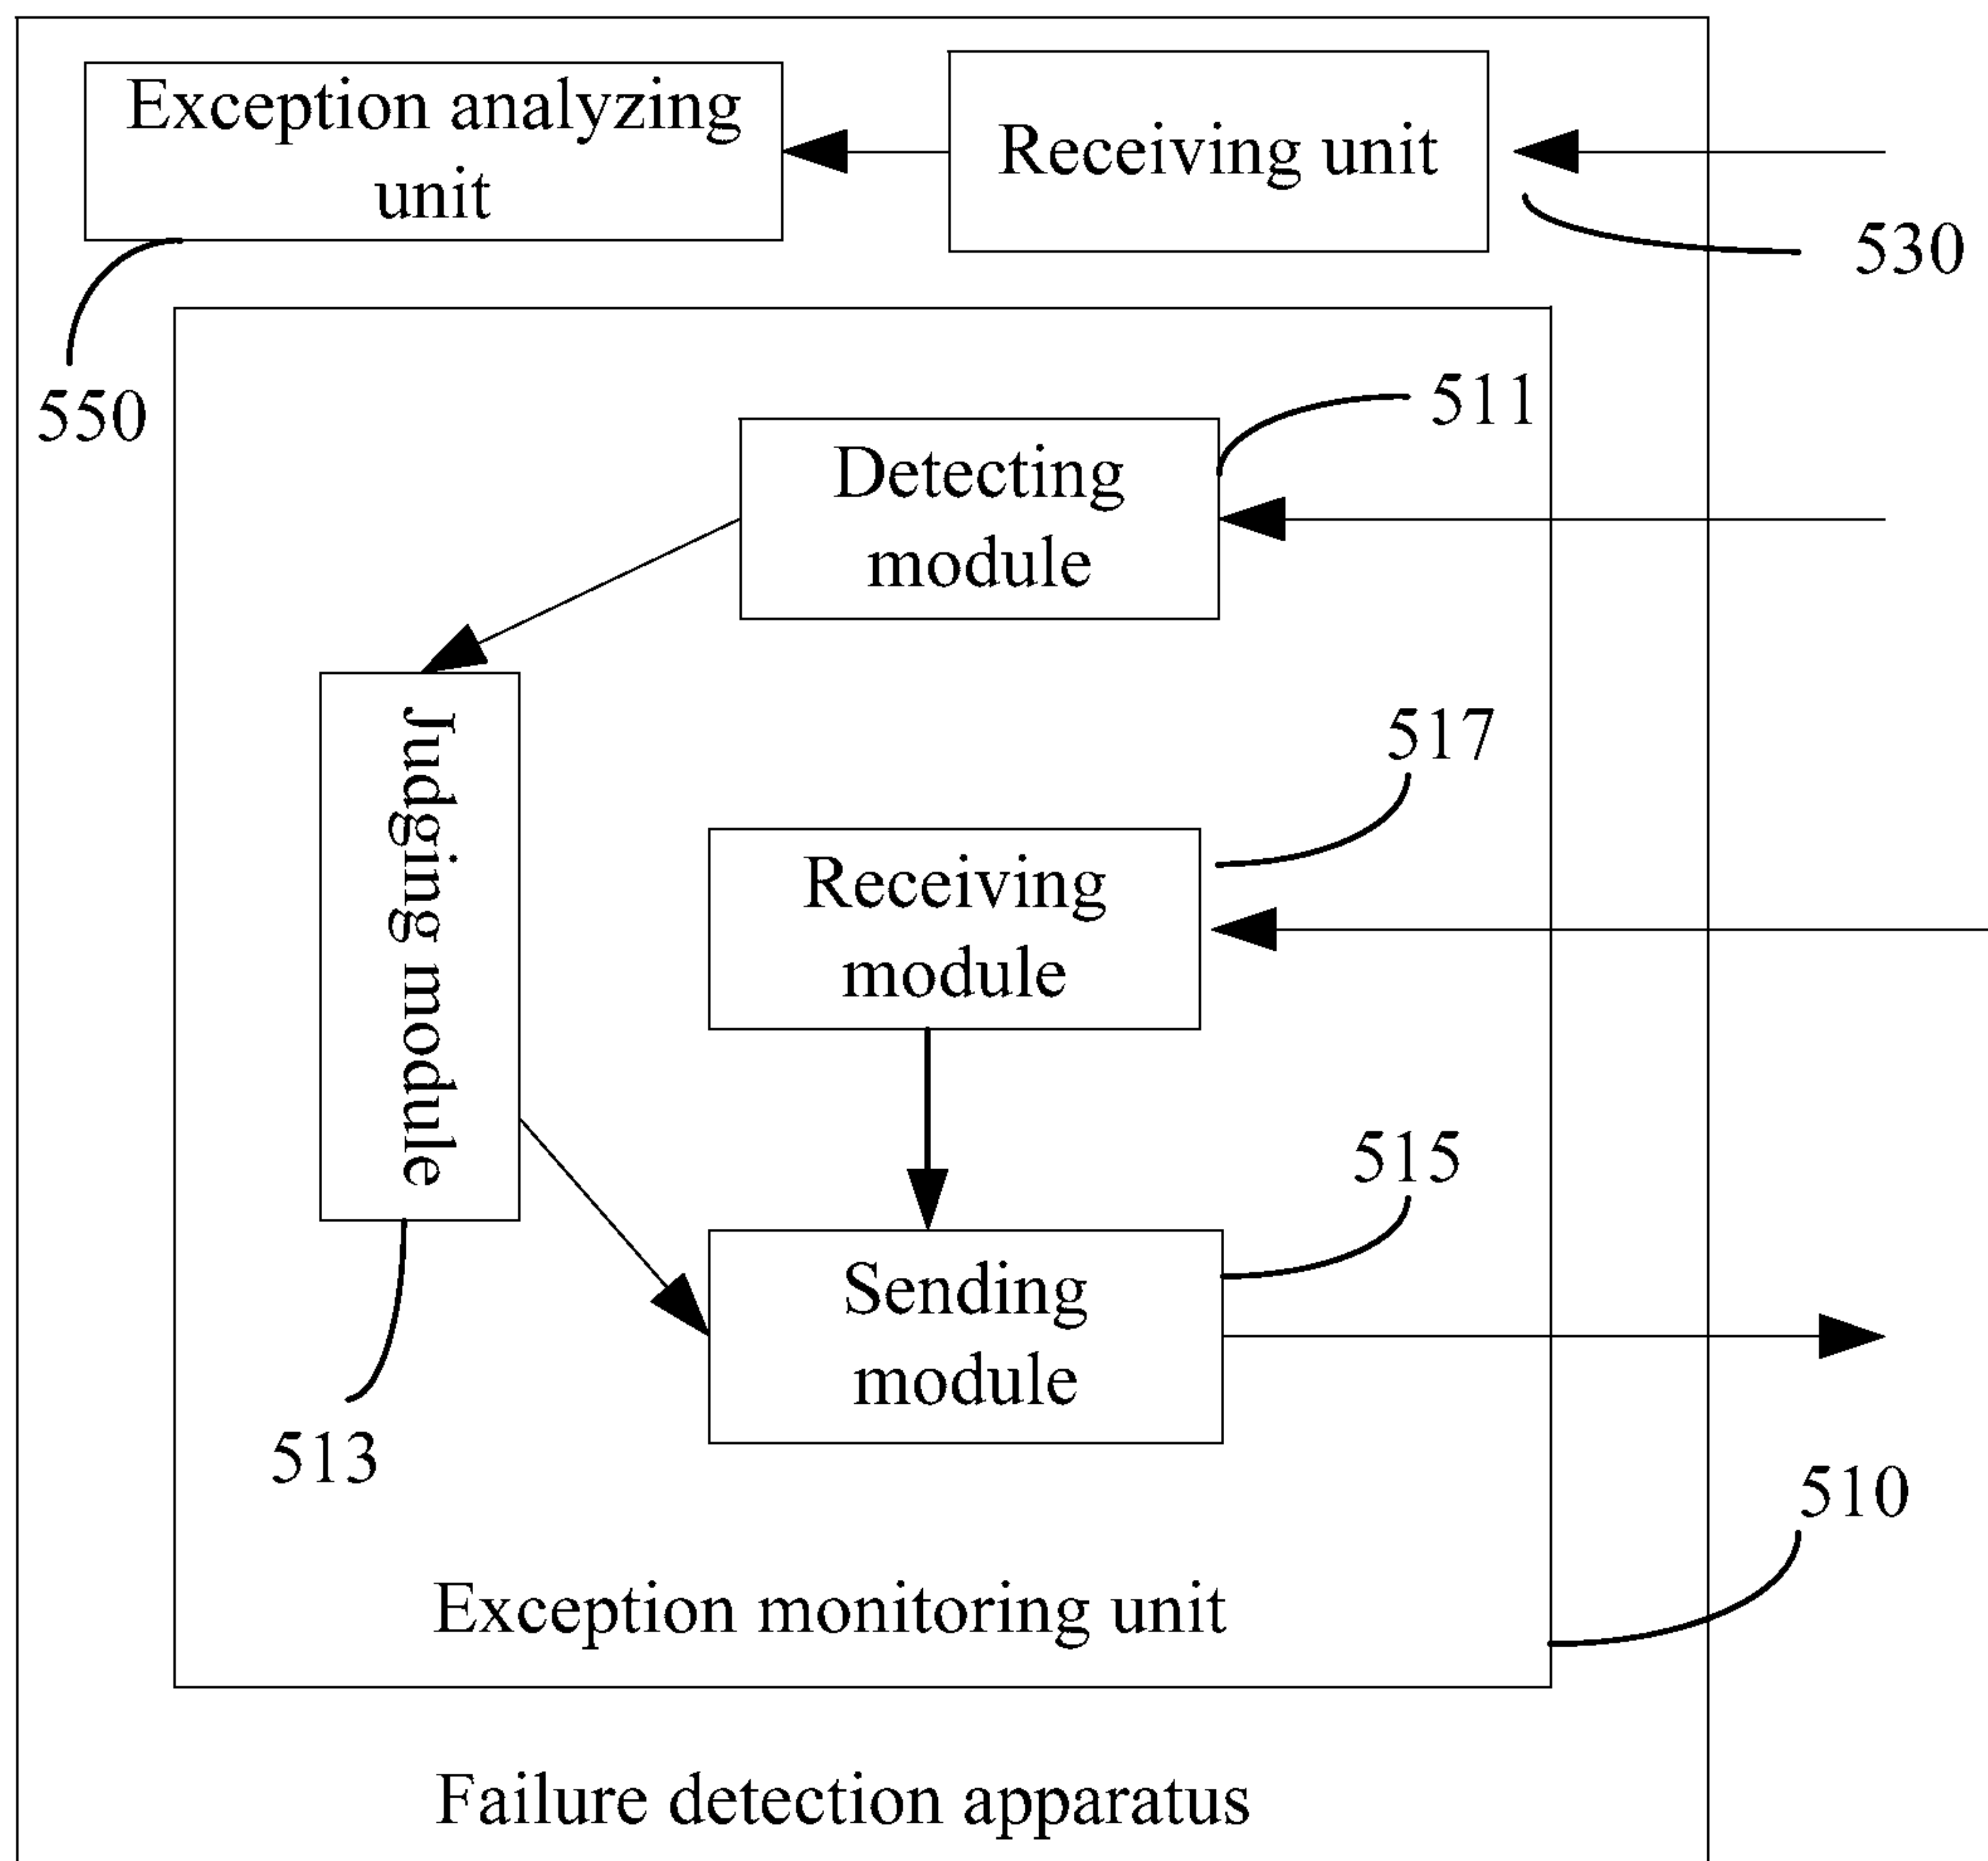 Exception analyzing
unit
Receiving unit
530
550
511
Detecting
module
Judging module
517
Receiving
module
515
Sending
module
513
510
Exception monitoring unit
Failure detection apparatus